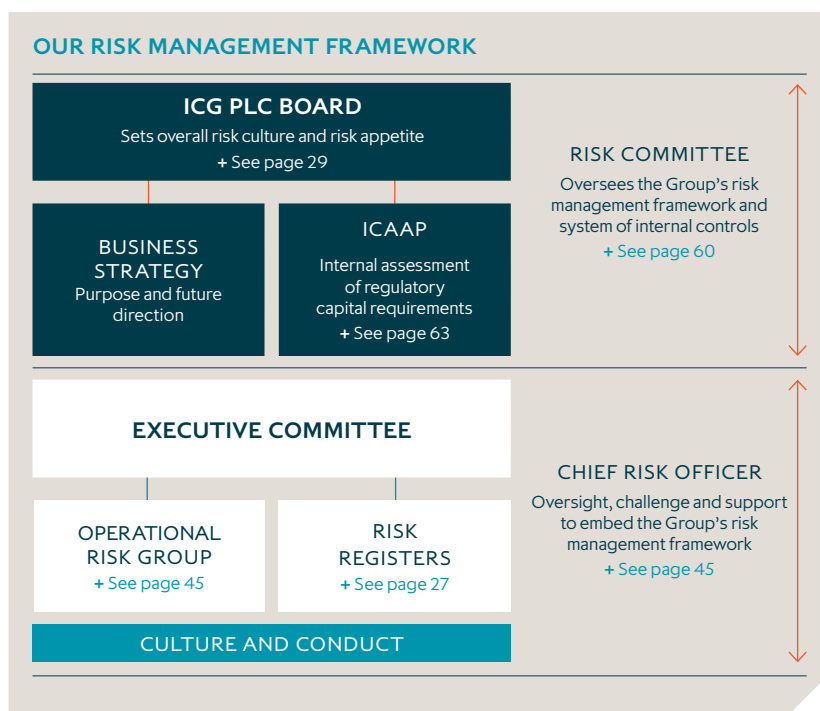 OUR RISK MANAGEMENT FRAMEWORK
ICG PLC BOARD
Sets overall risk culture and risk appetite
+ See page 29
BUSINESS
STRATEGY
Purpose and future
direction
ICAAP
Internal assessment
of regulatory
capital requirements
+ See page 63
RISK COMMITTEE
Oversees the Group's risk
management framework and
system of internal controls
+ See page 60
EXECUTIVE COMMITTEE
OPERATIONAL
RISK GROUP
+ See page 45
RISK
REGISTERS
+ See page 27
CULTURE AND CONDUCT
CHIEF RISK OFFICER
Oversight, challenge and support
to embed the Group's risk
management framework
+ See page 45